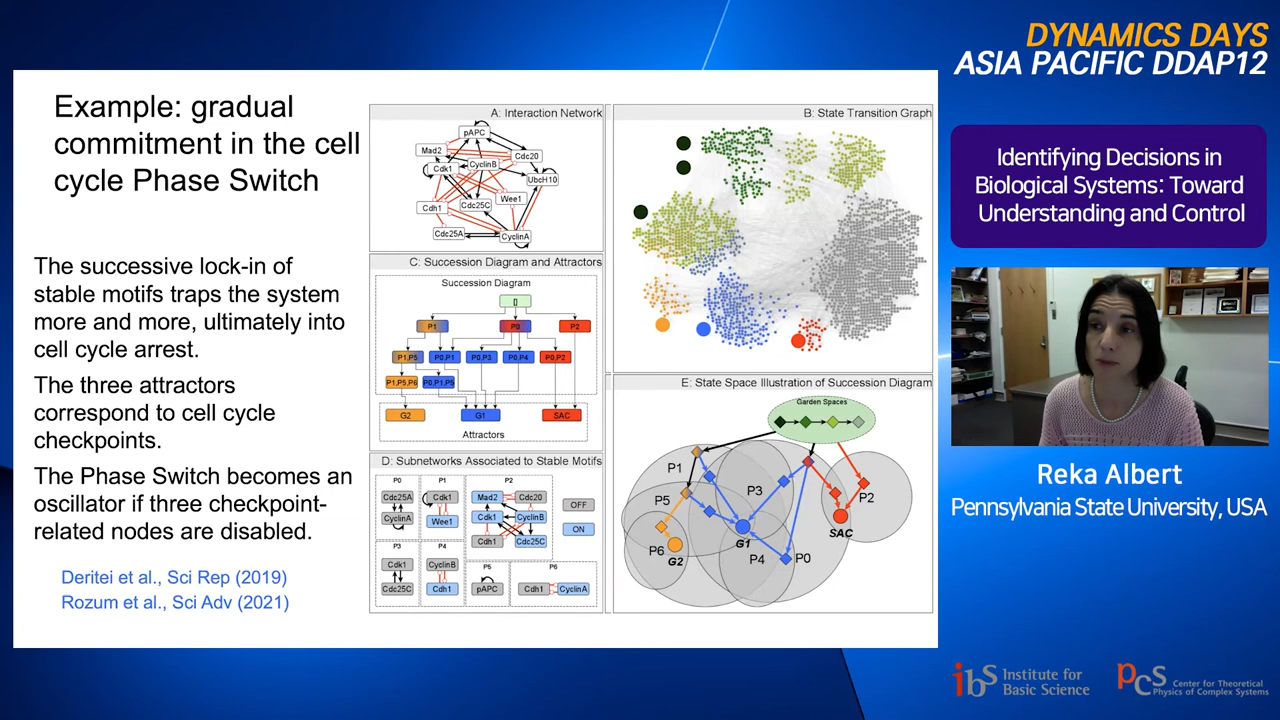 DYNAMICS DAYS
ASIA PACIFIC DDAP12
Example: gradual
commitment in the cell
cycle Phase Switch
The successive lock-in of
stable motifs traps the system
more and more, ultimately into
cell cycle arrest.
The three attractors
correspond to cell cycle
checkpoints.
The Phase Switch becomes an
oscillator if three checkpoint-
related nodes are disabled.
Deritei et al., Sci Rep (2019)
Rozum et al., Sci Adv (2021)
A: Interaction Network
pAPC
Mad2
Cdc20
Cdk1
CyclinB
UbcH10
Wee1
Cdh1
Cdc25C
Cdc25A
CyclinA
B: State Transition Graph
C: Succession Diagram and Attractors
Succession Diagram
[]
P1
P0
P2
P1,P5
P0,P1
P0,P3
P0,P4
P0,P2
P1,P5,P6
P0,P1,P5
G2
G1
SAC
Attractors
D: Subnetworks Associated to Stable Motifs
P0
Cdc25A
CyclinA
P1
Cdk1
Wee1
P2
Mad2
Cdc20
Cdk1
CyclinB
Cdh1
Cdc25C
OFF
ON
P3
Cdk1
Cdc25C
P4
CyclinB
Cdh1
P5
pAPC
P6
Cdh1
CyclinA
E: State Space Illustration of Succession Diagram
Garden Spaces
P1
P5
P3
P2
P6
G2
G1
SAC
P4
P0
Identifying Decisions in
Biological Systems: Toward
Understanding and Control
Reka Albert
Pennsylvania State University, USA
ibS Institute for
Basic Science
PCS Center for Theoretical
Physics of Complex Systems